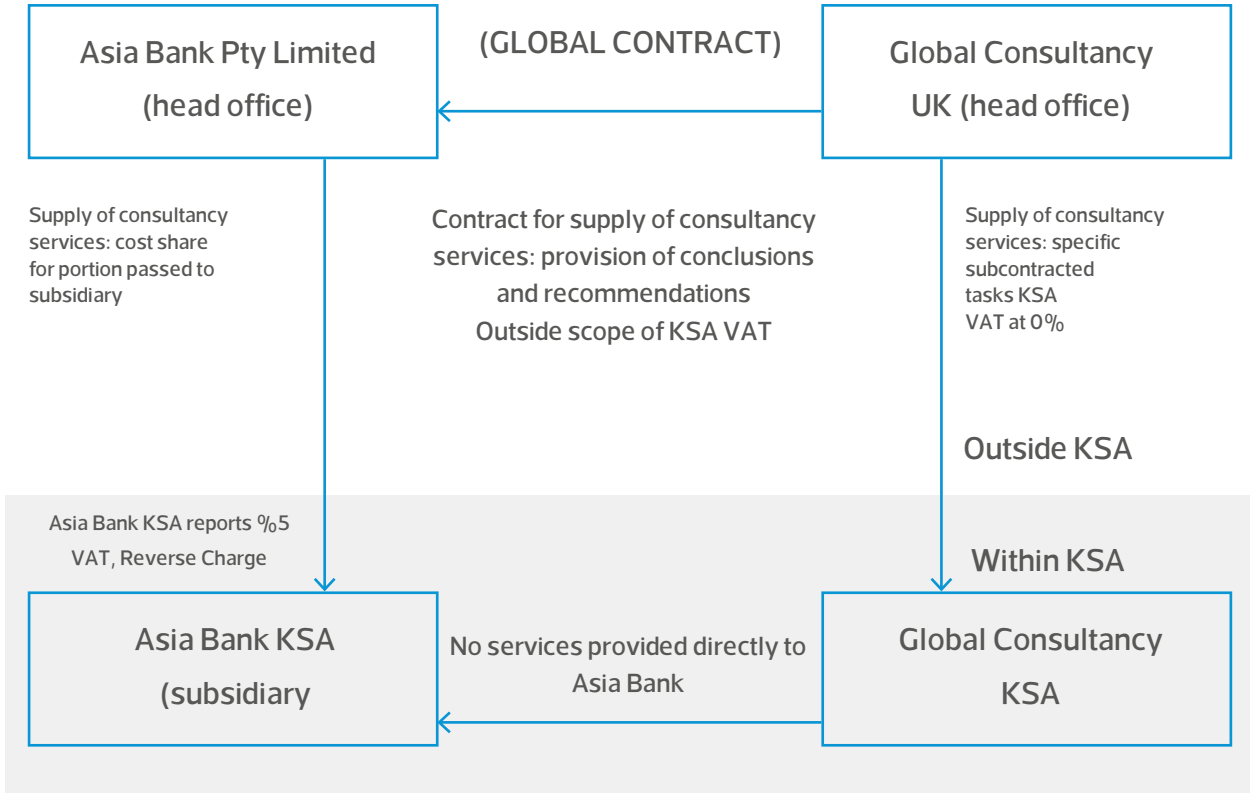 Asia Bank Pty Limited
(head office)
(GLOBAL CONTRACT)
Global Consultancy
UK (head office)
Supply of consultancy
services: cost share
for portion passed to
subsidiary
Contract for supply of consultancy
services: provision of conclusions
and recommendations
Outside scope of KSA VAT
Supply of consultancy
services: specific
subcontracted
tasks KSA
VAT at 0%
Outside KSA
Asia Bank KSA reports %5
VAT, Reverse Charge
Within KSA
Asia Bank KSA
(subsidiary
No services provided directly to
Asia Bank
Global Consultancy
KSA